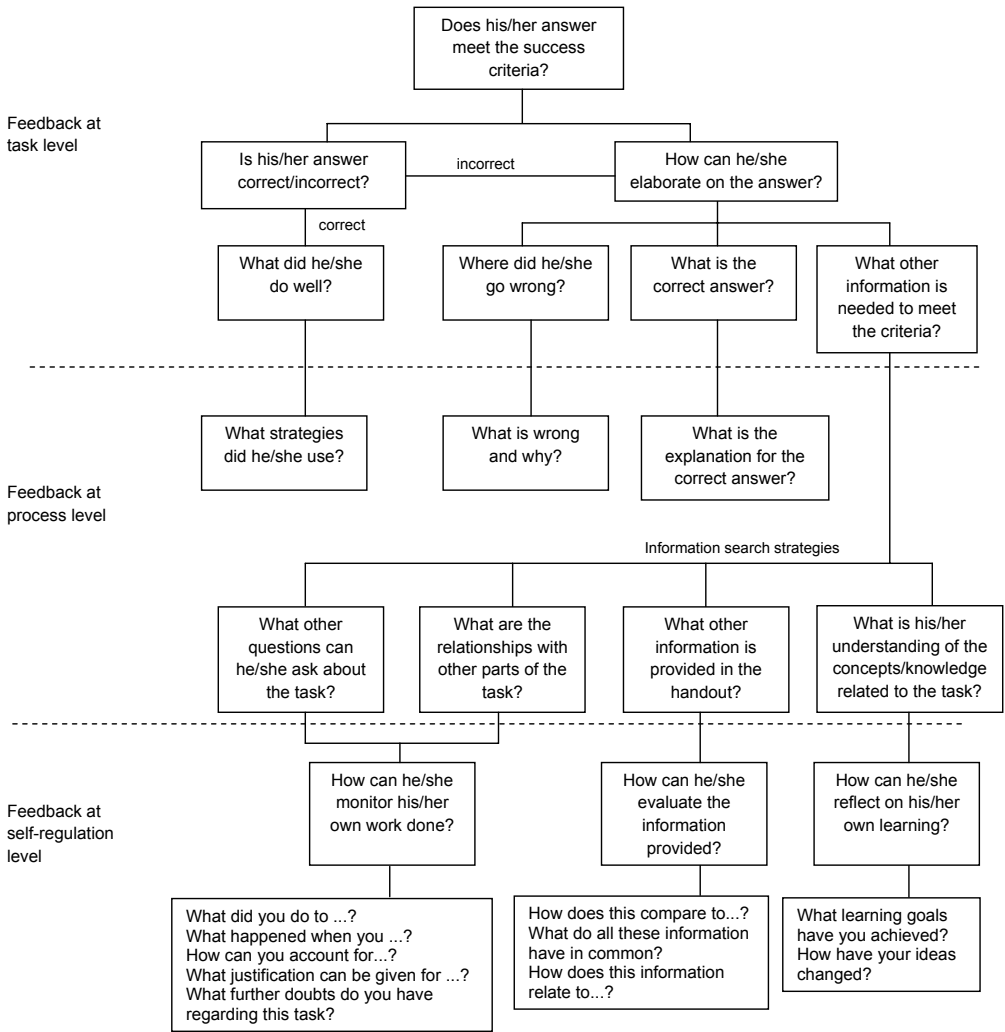 Does his/her answer
meet the success
criteria?
Feedback at
task level
Is his/her answer
correct/incorrect?
incorrect
How can he/she
elaborate on the answer?
correct
What did he/she
do well?
Where did he/she
go wrong?
What is the
correct answer?
What other
information is
needed to meet
the criteria?
What strategies
did he/she use?
What is wrong
and why?
What is the
explanation for the
correct answer?
Feedback at
process level
Information search strategies
What other
questions can
he/she ask about
the task?
What are the
relationships with
other parts of the
task?
What other
information is
provided in the
handout?
What is his/her
understanding of the
concepts/knowledge
related to the task?
Feedback at
self-regulation
level
How can he/she
monitor his/her
own work done?
How can he/she
evaluate the
information
provided?
How can he/she
reflect on his/her
own learning?
What did you do to ...?
What happened when you ...?
How can you account for...?
What justification can be given for ...?
What further doubts do you have
regarding this task?
How does this compare to...?
What do all these information
have in common?
How does this information
relate to...?
What learning goals
have you achieved?
How have your ideas
changed?